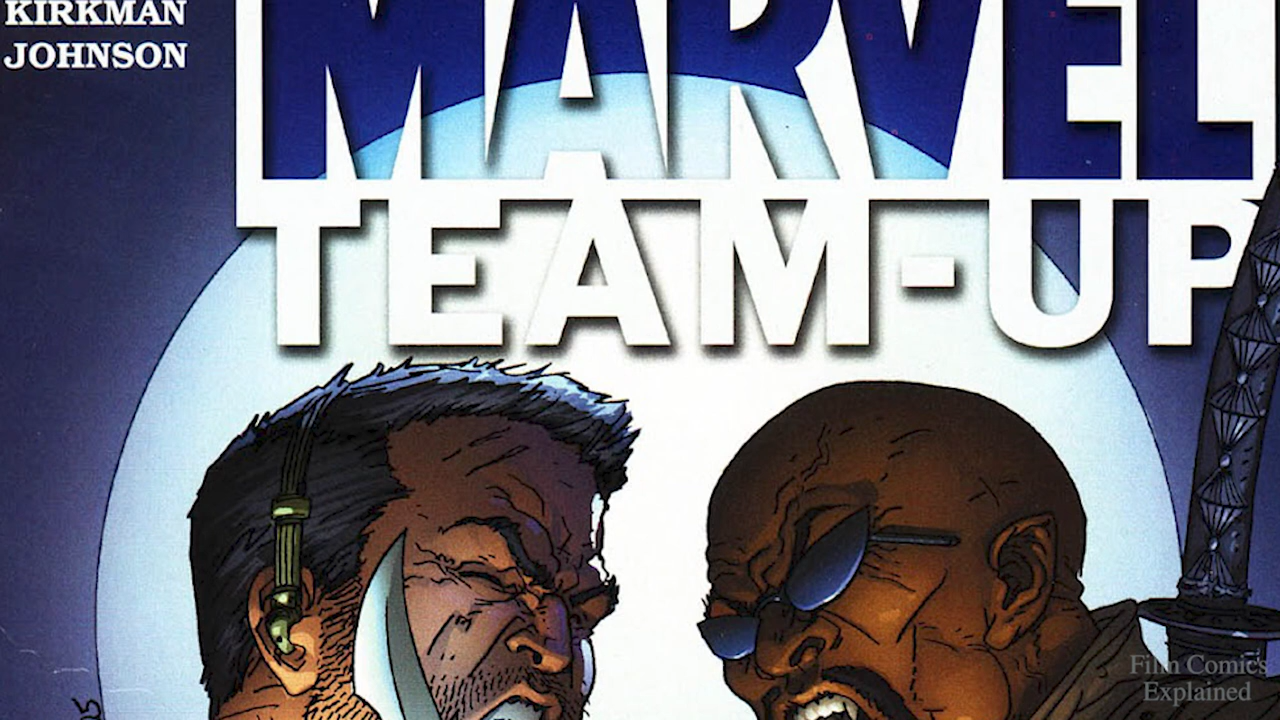 KIRKMAN
JOHNSON
MARVEL
TEAM-UP
Film Comics
Explained